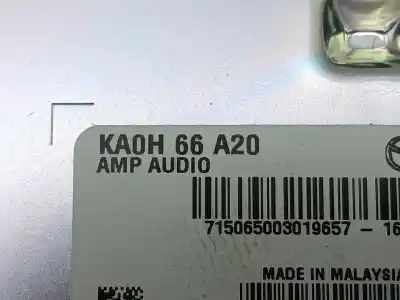 KA0H 66 A20
AMP AUDIO
715065003019657 - 16
MADE IN MALAYSIA